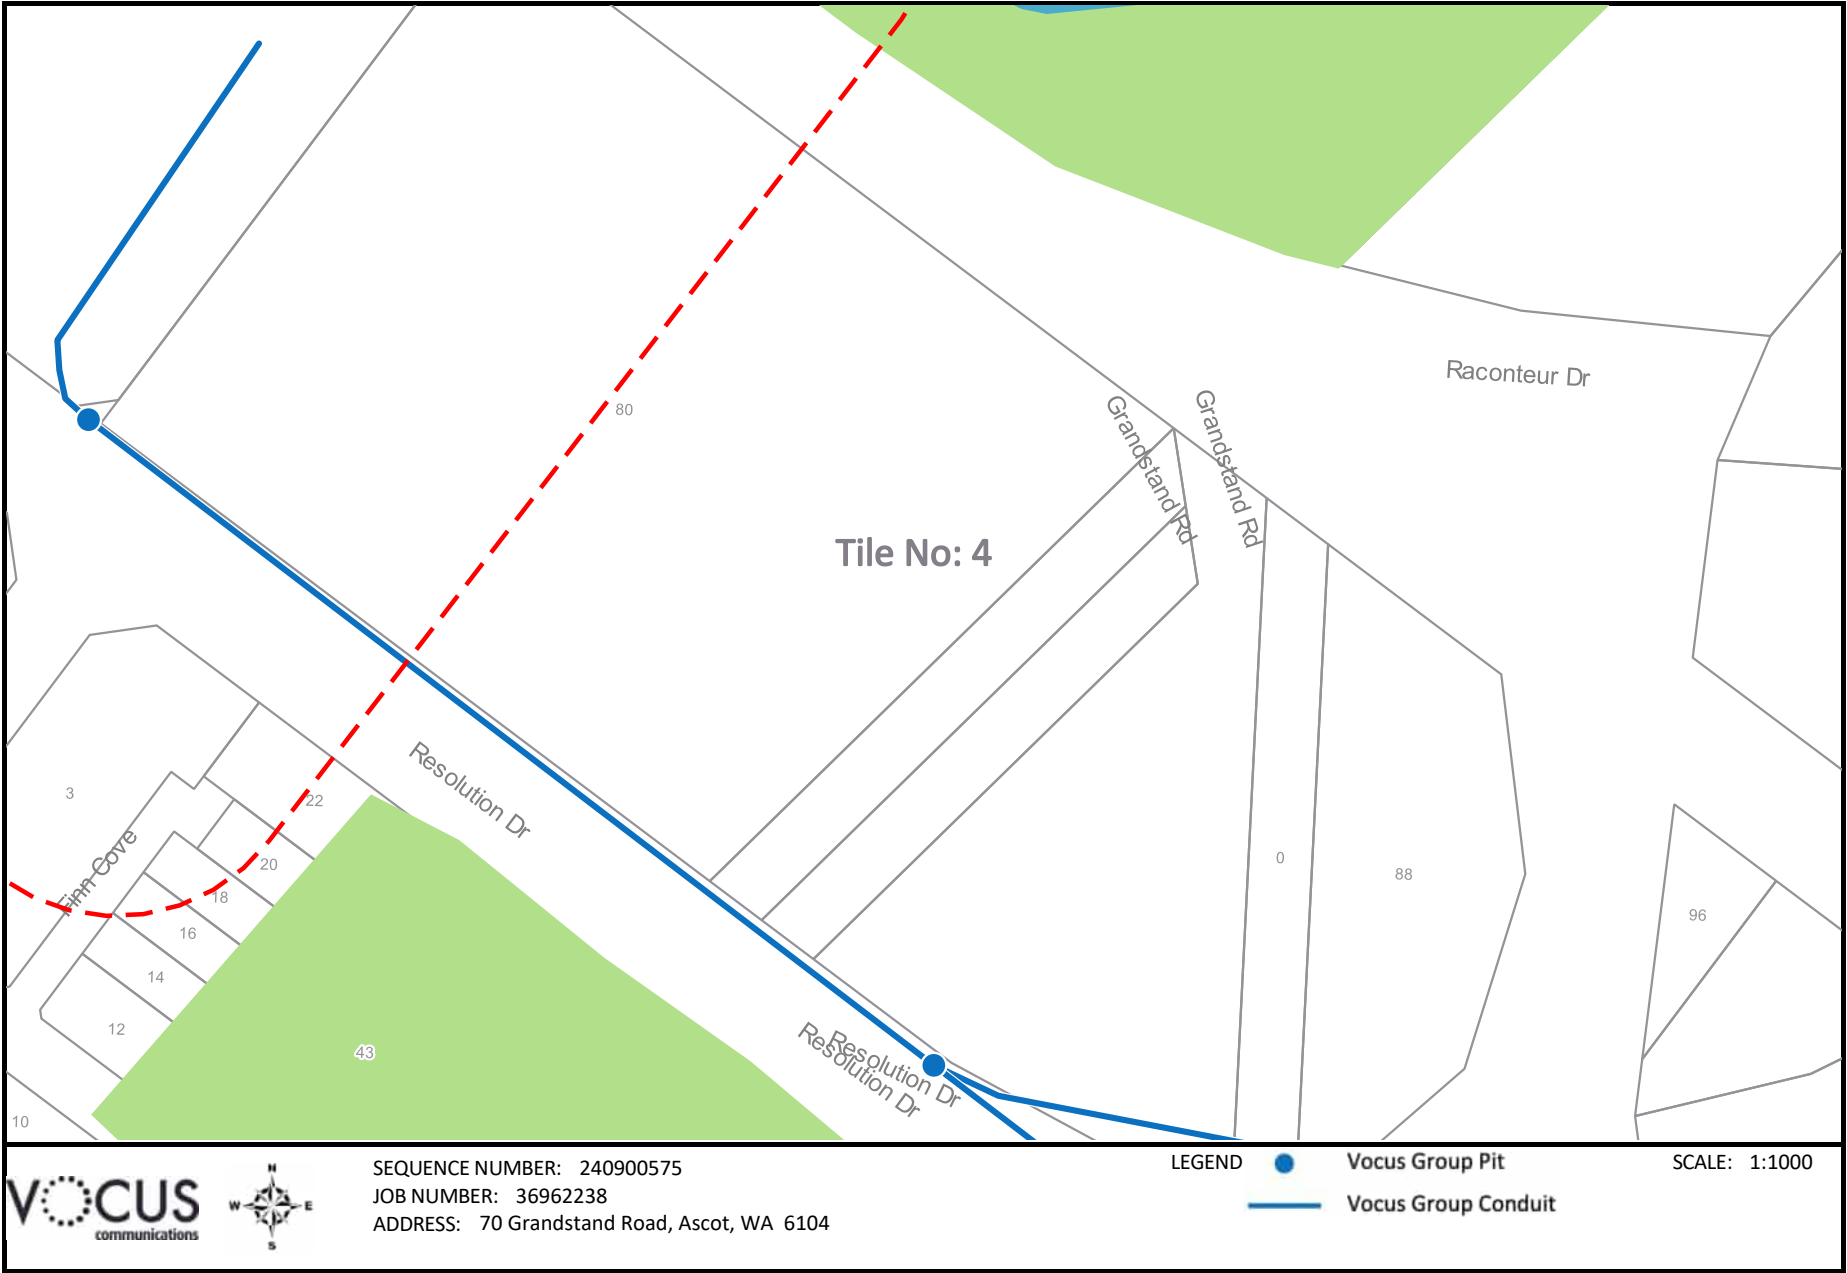 80
Raconteur Dr
Grandstand Rd
Grandstand Rd
Tile No: 4
3
22
Resolution Dr
Finn Cove
20
18
16
14
12
10
43
0
88
96
Resolution Dr
Resolution Dr
VOCUS
communications
N
W E
S
SEQUENCE NUMBER: 240900575
JOB NUMBER: 36962238
ADDRESS: 70 Grandstand Road, Ascot, WA 6104
LEGEND
Vocus Group Pit
Vocus Group Conduit
SCALE: 1:1000